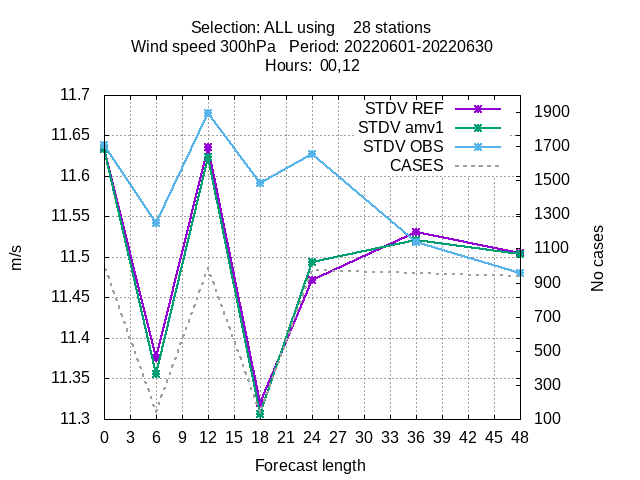 Selection: ALL using    28 stations
Wind speed 300hPa   Period: 20220601-20220630
Hours:  00,12
STDV REF
STDV amv1
STDV OBS
CASES
11.7
11.65
11.6
11.55
11.5
11.45
11.4
11.35
11.3
m/s
1900
1700
1500
1300
1100
900
700
500
300
100
No cases
0 3 6 9 12 15 18 21 24 27 30 33 36 39 42 45 48
Forecast length